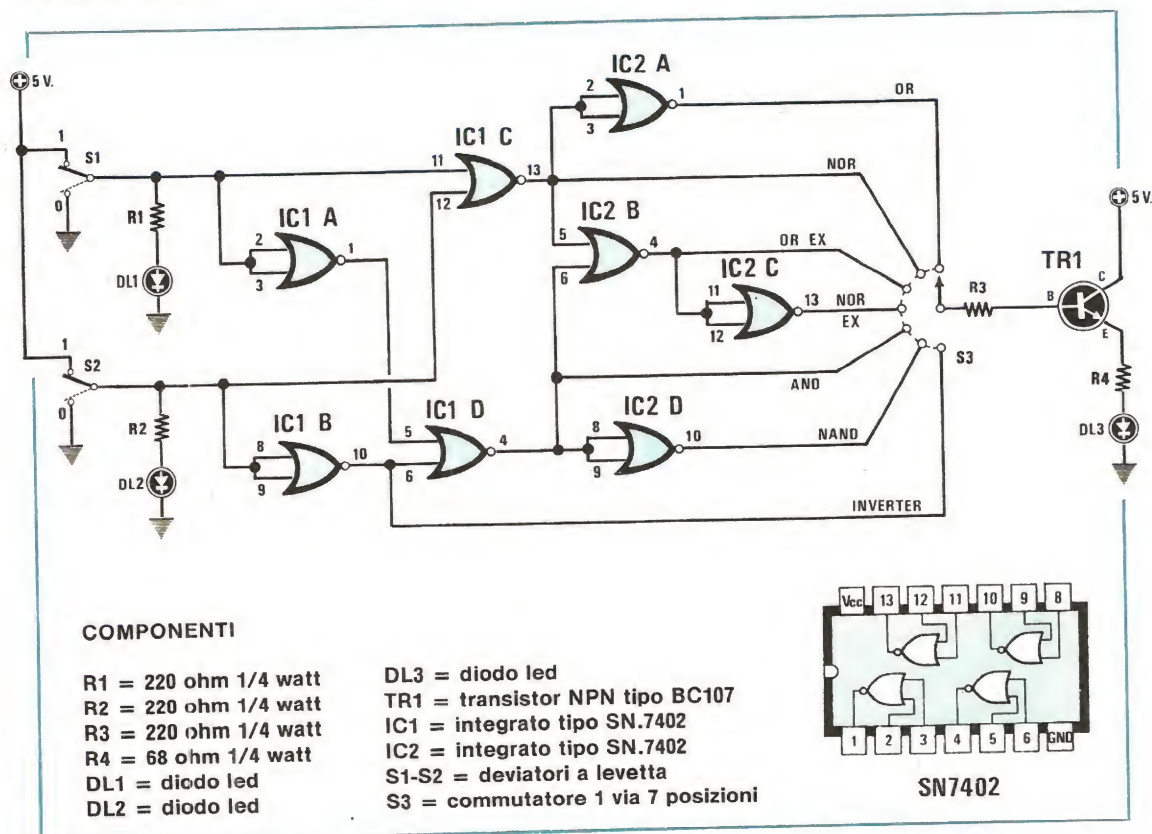 5 V.
1
S1
0
R1
DL1
1
S2
0
R2
DL2
IC1 A
2
3
1
IC1 B
8
9
10
IC1 C
11
12
13
IC1 D
5
6
4
IC2 A
2
3
1
IC2 B
5
6
4
IC2 C
11
12
13
IC2 D
8
9
10
OR
NOR
OR EX
NOR
EX
AND
NAND
INVERTER
S3
R3
5 V.
TR1
C
B
E
R4
DL3
COMPONENTI
R1 = 220 ohm 1/4 watt
R2 = 220 ohm 1/4 watt
R3 = 220 ohm 1/4 watt
R4 = 68 ohm 1/4 watt
DL1 = diodo led
DL2 = diodo led
DL3 = diodo led
TR1 = transistor NPN tipo BC107
IC1 = integrato tipo SN.7402
IC2 = integrato tipo SN.7402
S1-S2 = deviatori a levetta
S3 = commutatore 1 via 7 posizioni
Vcc 13 12 11 10 9 8
1 2 3 4 5 6 GND
SN7402